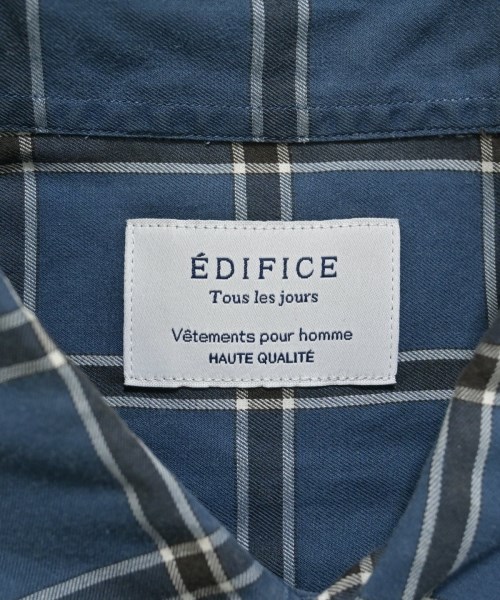 ÉDIFICE
Tous les jours
Vêtements pour homme
HAUTE QUALITÉ